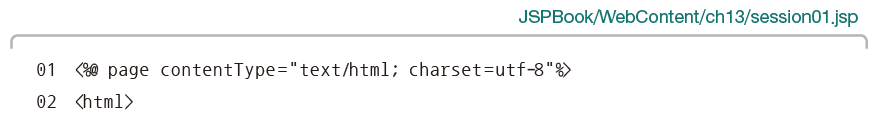 JSPBook/WebContent/ch13/session01.jsp
01 <%@ page contentType="text/html; charset=utf-8"%>
02 <html>